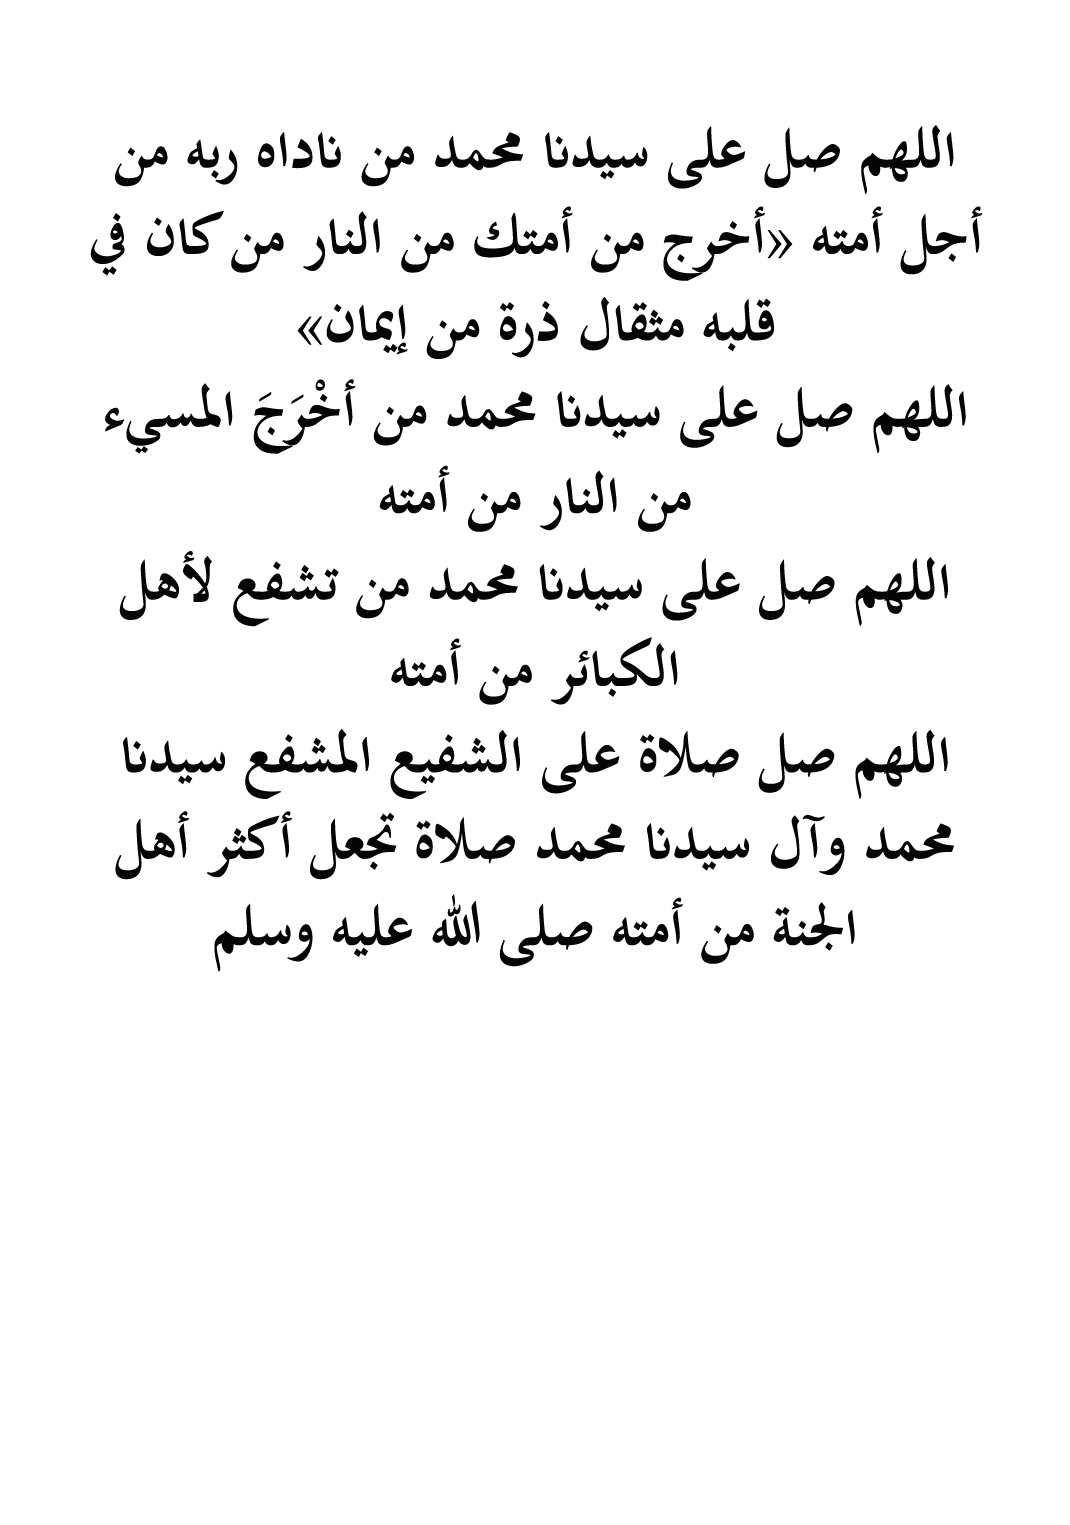 اللهم صل على سيدنا محمد من ناداه ربه من
أجل أمته «أخرج من أمتك من النار من كان في
قلبه مثقال ذرة من إيمان»
اللهم صل على سيدنا محمد من أخْرَجَ المسيء
من النار من أمته
اللهم صل على سيدنا محمد من تشفع لأهل
الكبائر من أمته
اللهم صل صلاة على الشفيع المشفع سيدنا
محمد وآل سيدنا محمد صلاة تجعل أكثر أهل
الجنة من أمته صلى الله عليه وسلم